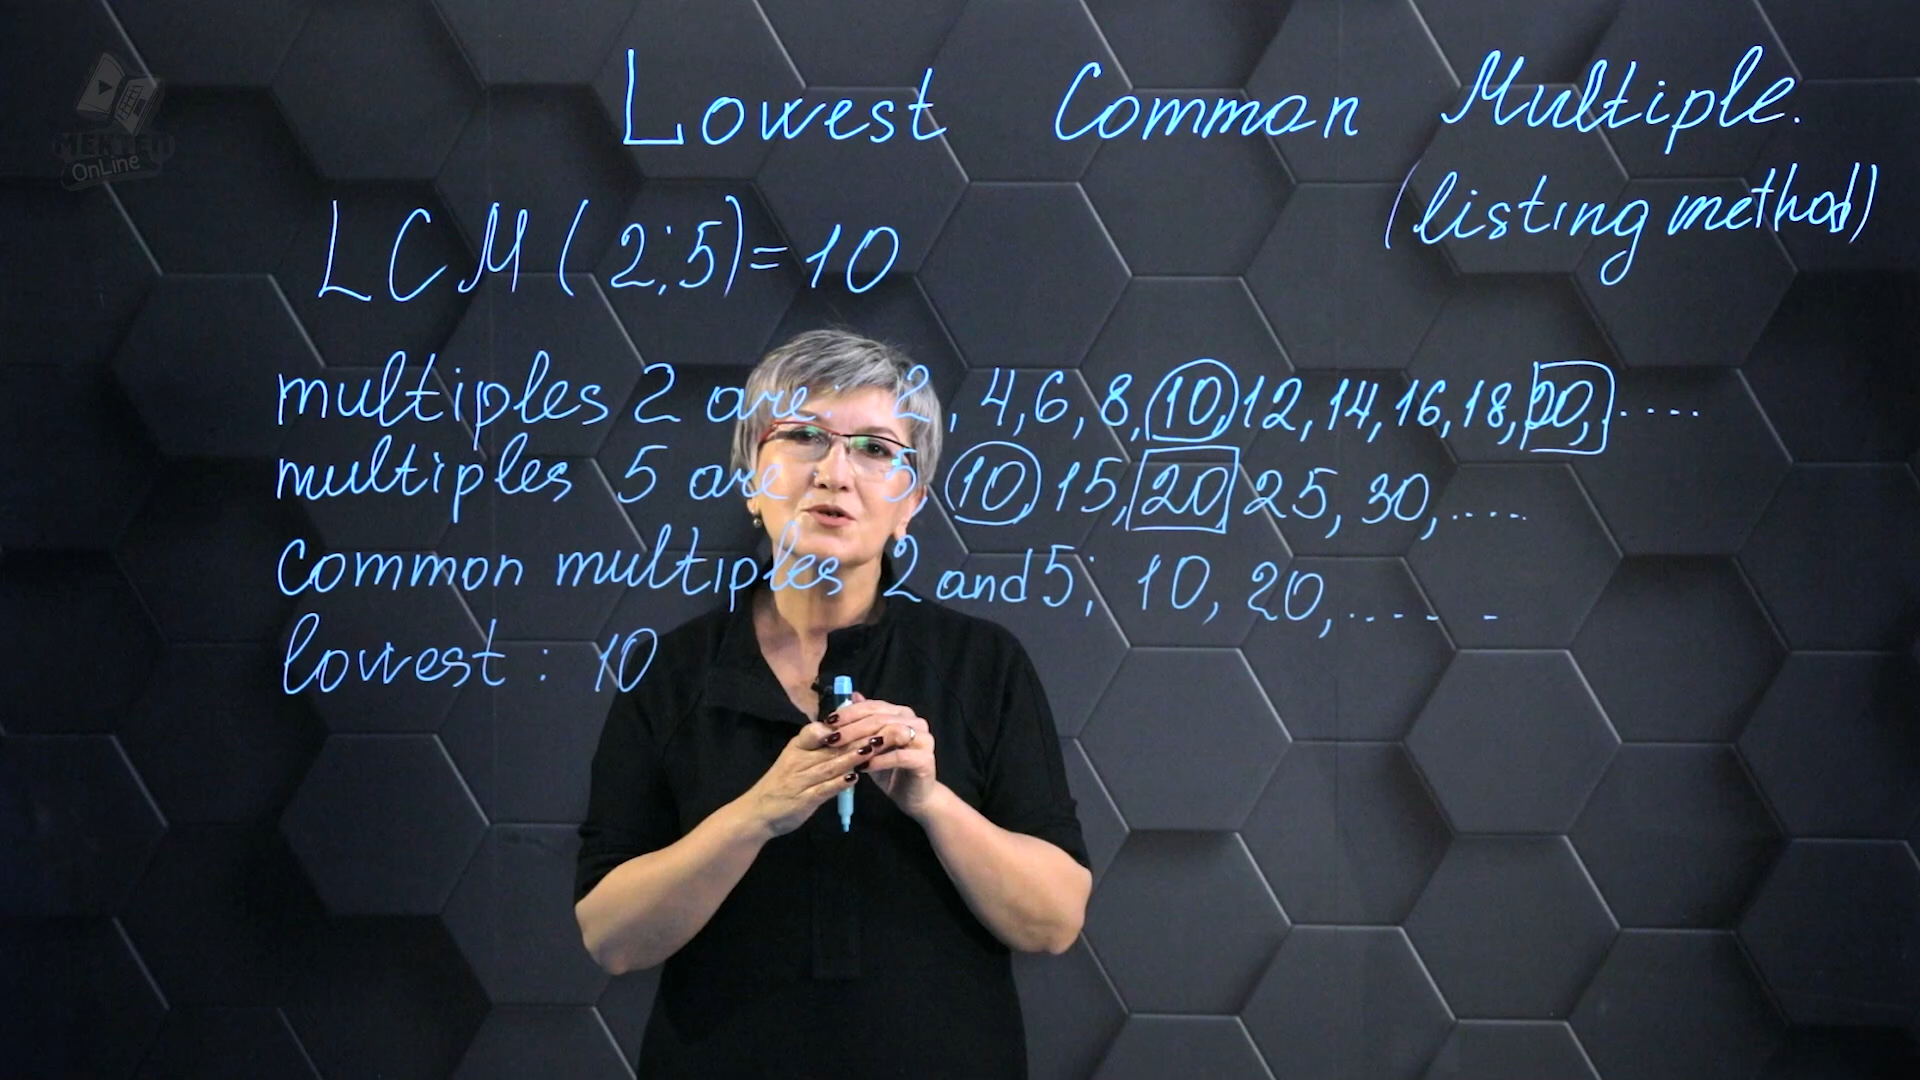 MEKTEП
OnLine
Lowest Common Multiple.
(listing method)
LCM (2;5)=10
multiples 2 are: 2, 4, 6, 8, 10, 12, 14, 16, 18, 20, ....
multiples 5 are: 5, 10, 15, 20 25, 30, ....
common multiples 2 and 5; 10, 20, .... .
lowest: 10